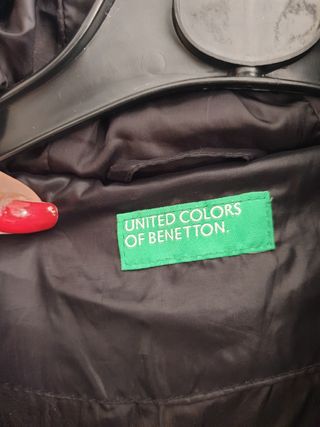 UNITED COLORS
OF BENETTON.